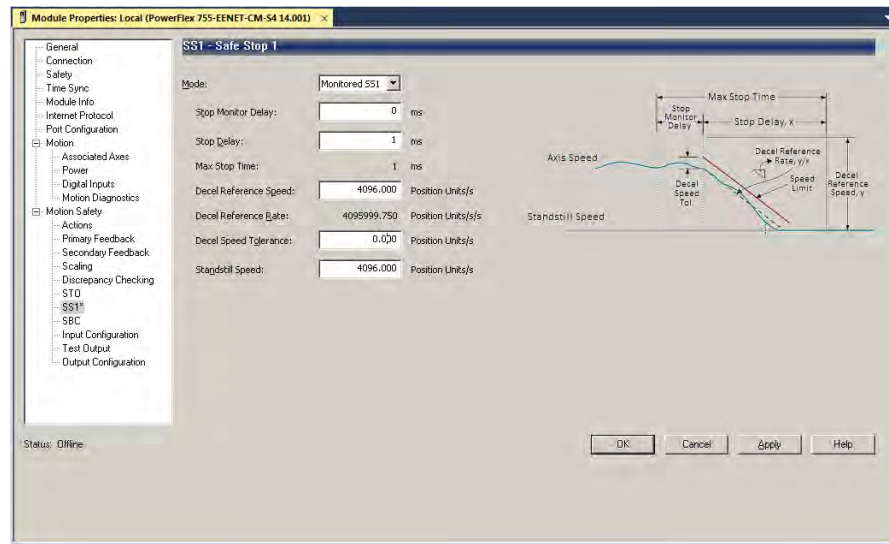 Module Properties: Local (PowerFlex 755-EENET-CM-S4 14.001) ×
General
Connection
Safety
Time Sync
Module Info
Internet Protocol
Port Configuration
Motion
Associated Axes
Power
Digital Inputs
Motion Diagnostics
Motion Safety
Actions
Primary Feedback
Secondary Feedback
Scaling
Discrepancy Checking
STO
SS1*
SBC
Input Configuration
Test Output
Output Configuration
SS1 - Safe Stop 1
Mode: Monitored SS1
Stop Monitor Delay: 0 ms
Stop Delay: 1 ms
Max Stop Time: 1 ms
Decel Reference Speed: 4096.000 Position Units/s
Decel Reference Rate: 4095999.750 Position Units/s/s
Decel Speed Tolerance: 0.000 Position Units/s
Standstill Speed: 4096.000 Position Units/s
Max Stop Time
Stop
Monitor
Delay
Stop Delay, x
Axis Speed
Decel Reference
Rate, y/x
Decel
Speed
Tol.
Speed
Limit
Decel
Reference
Speed, y
Standstill Speed
Status: Offline
OK Cancel Apply Help